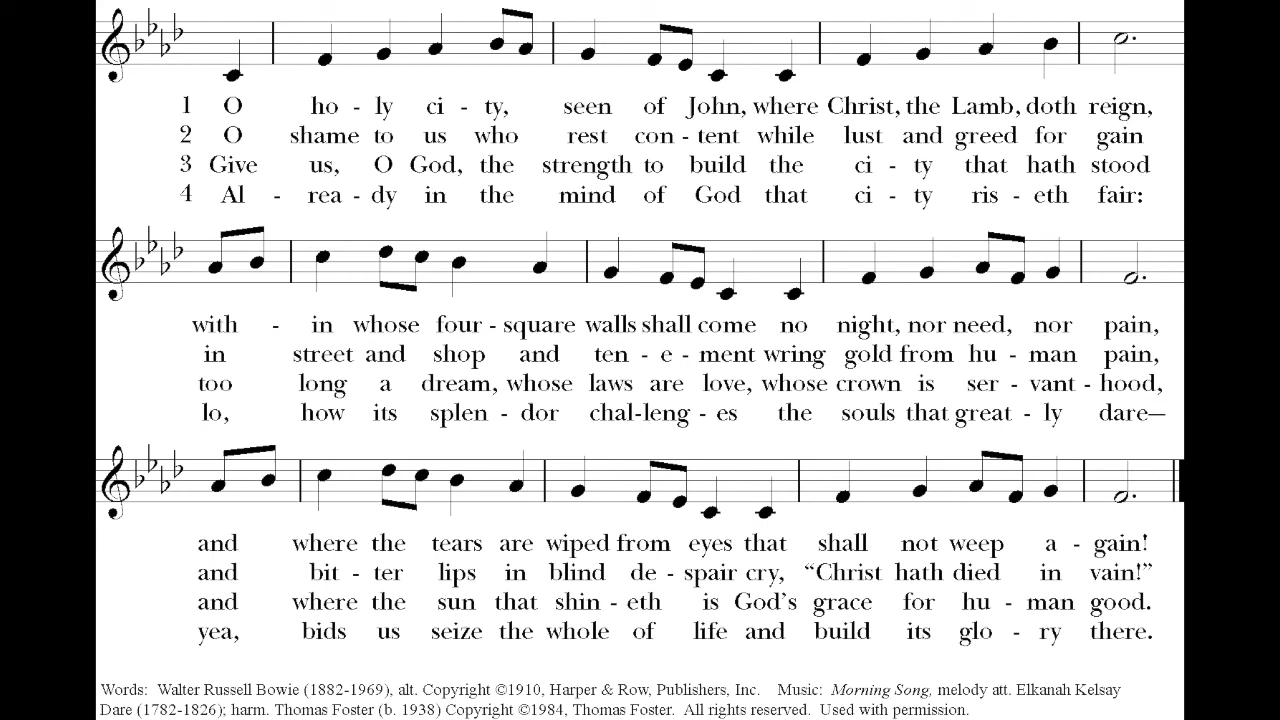 1 O ho - ly ci - ty, seen of John, where Christ, the Lamb, doth reign,
2 O shame to us who rest con - tent while lust and greed for gain
3 Give us, O God, the strength to build the ci - ty that hath stood
4 Al - rea - dy in the mind of God that ci - ty ris - eth fair:
with - in whose four - square walls shall come no night, nor need, nor pain,
in street and shop and ten - e - ment wring gold from hu - man pain,
too long a dream, whose laws are love, whose crown is ser - vant - hood,
lo, how its splen - dor chal - leng - es the souls that great - ly dare—
and where the tears are wiped from eyes that shall not weep a - gain!
and bit - ter lips in blind de - spair cry, “Christ hath died in vain!”
and where the sun that shin - eth is God’s grace for hu - man good.
yea, bids us seize the whole of life and build its glo - ry there.
Words: Walter Russell Bowie (1882-1969), alt. Copyright ©1910, Harper & Row, Publishers, Inc. Music: Morning Song, melody att. Elkanah Kelsay
Dare (1782-1826); harm. Thomas Foster (b. 1938) Copyright ©1984, Thomas Foster. All rights reserved. Used with permission.